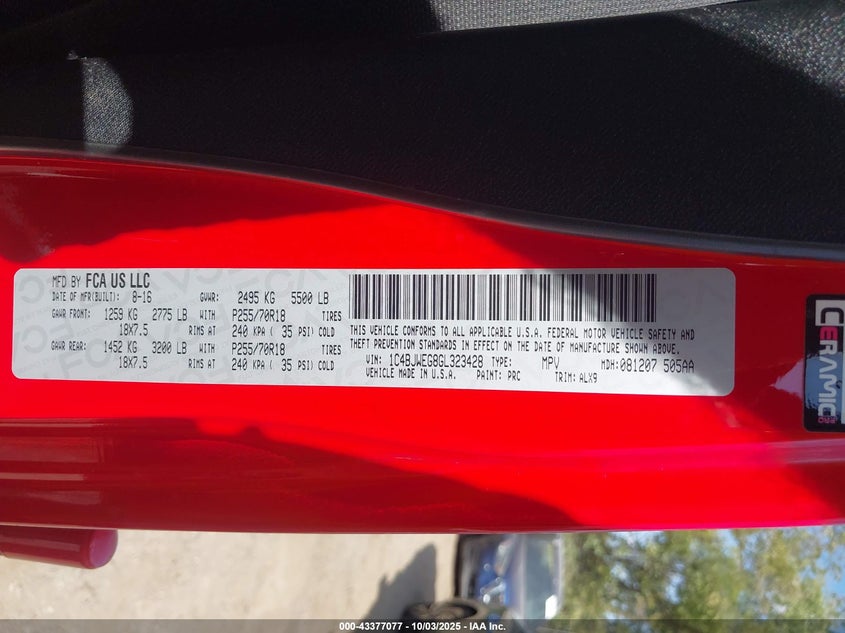 MFD BY FCA US LLC
DATE OF MFR(BUILT): 8-16 GVWR: 2495 KG 5500 LB
GAWR FRONT: 1259 KG 2775 LB WITH P255/70R18 TIRES
18X7.5 RIMS AT 240 KPA ( 35 PSI) COLD
GAWR REAR: 1452 KG 3200 LB WITH P255/70R18 TIRES
18X7.5 RIMS AT 240 KPA ( 35 PSI) COLD
THIS VEHICLE CONFORMS TO ALL APPLICABLE U.S.A. FEDERAL MOTOR VEHICLE SAFETY AND
THEFT PREVENTION STANDARDS IN EFFECT ON THE DATE OF MANUFACTURE SHOWN ABOVE.
VIN: 1C4BJWEG8GL323428 TYPE: MPV MDH: 081207 505AA
VEHICLE MADE IN U.S.A. PAINT: PRC TRIM: ALX9
CERAMIC
000-43377077 - 10/03/2025 - IAA Inc.